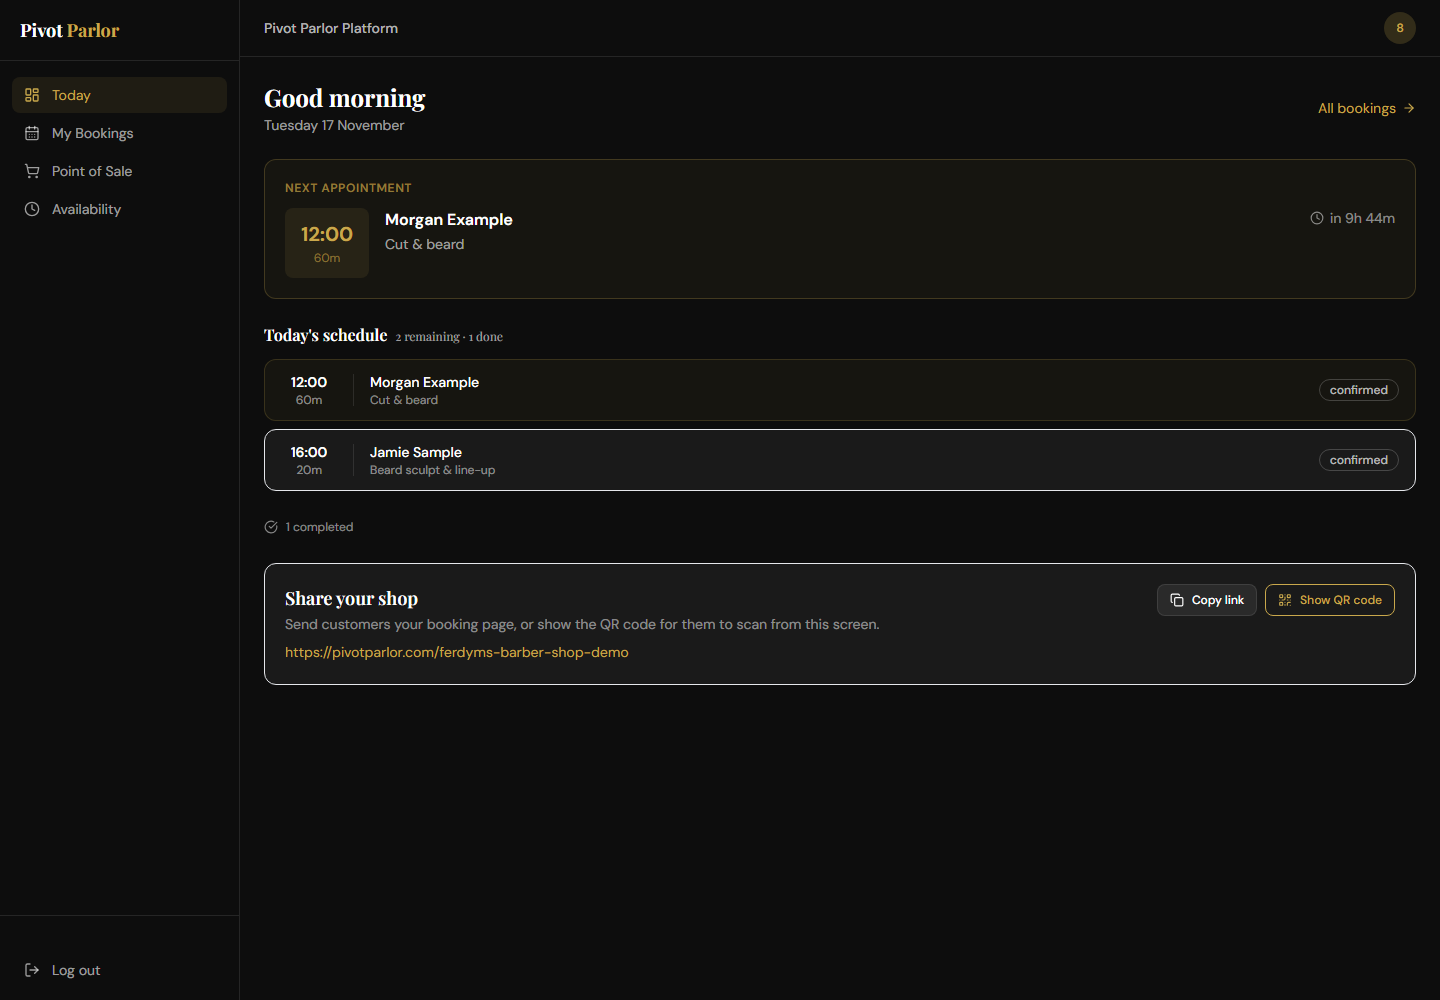 Pivot Parlor
Pivot Parlor Platform
8
Today
My Bookings
Point of Sale
Availability
Good morning
Tuesday 17 November
All bookings
NEXT APPOINTMENT
12:00
60m
Morgan Example
Cut & beard
in 9h 44m
Today's schedule 2 remaining · 1 done
12:00
60m
Morgan Example
Cut & beard
confirmed
16:00
20m
Jamie Sample
Beard sculpt & line-up
confirmed
1 completed
Share your shop
Send customers your booking page, or show the QR code for them to scan from this screen.
https://pivotparlor.com/ferdyms-barber-shop-demo
Copy link
Show QR code
Log out